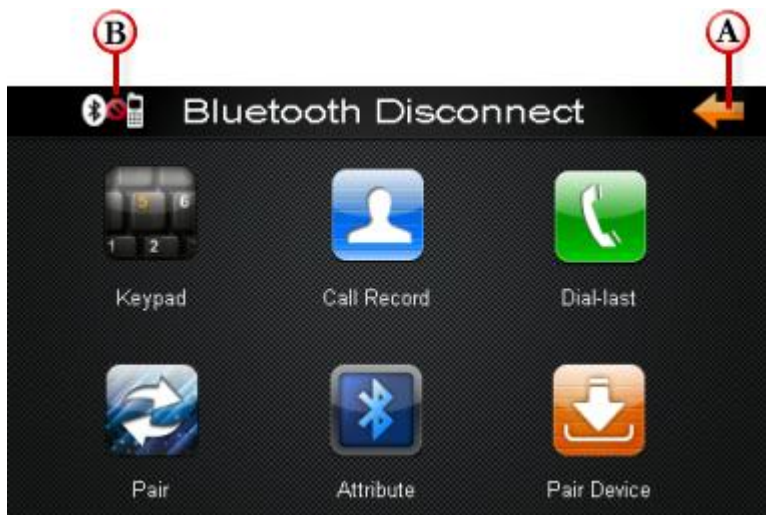 B A
Bluetooth Disconnect
5 6
1 2
Keypad Call Record Dial-last
Pair Attribute Pair Device